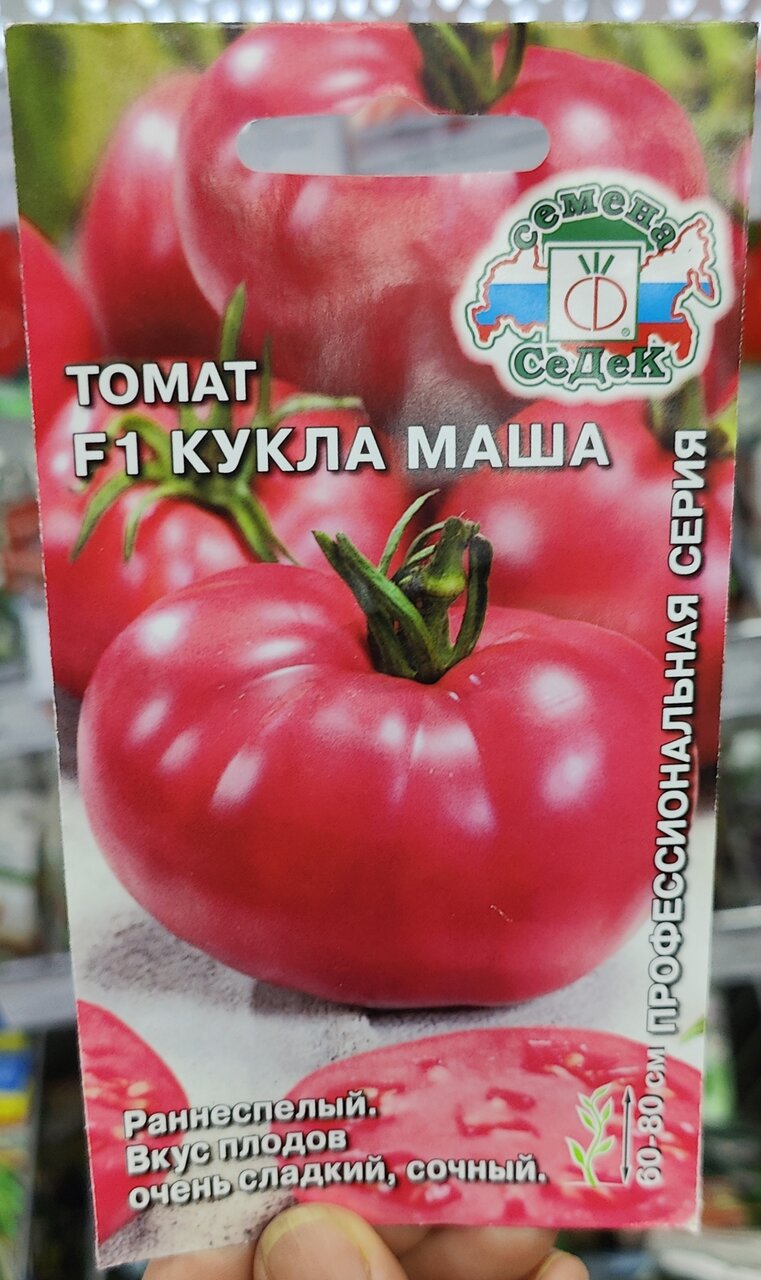 семена
СеДеК
ТОМАТ
F1 КУКЛА МАША
ПРОФЕССИОНАЛЬНАЯ СЕРИЯ
Раннеспелый.
Вкус плодов
очень сладкий, сочный.
60-80 см